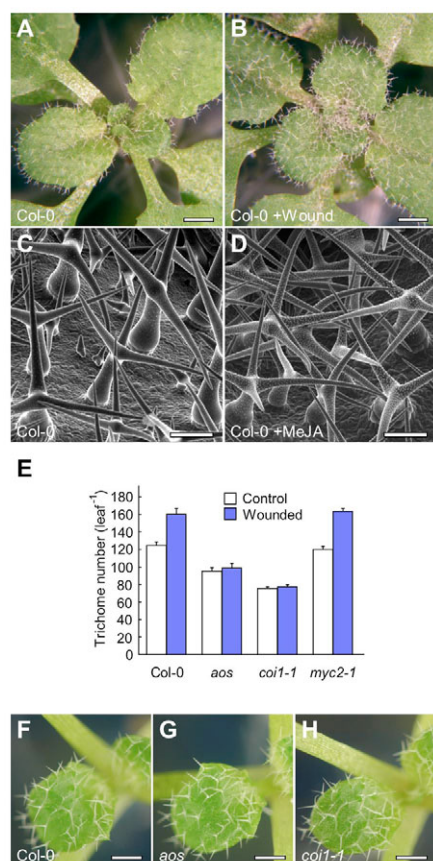 A
Col-0
B
Col-0 +Wound
C
Col-0
D
Col-0 +MeJA
E
Trichome number (leaf⁻¹)
160
140
120
100
80
60
40
20
0
Control
Wounded
Col-0 aos coi1-1 myc2-1
F
Col-0
G
aos
H
coi1-1